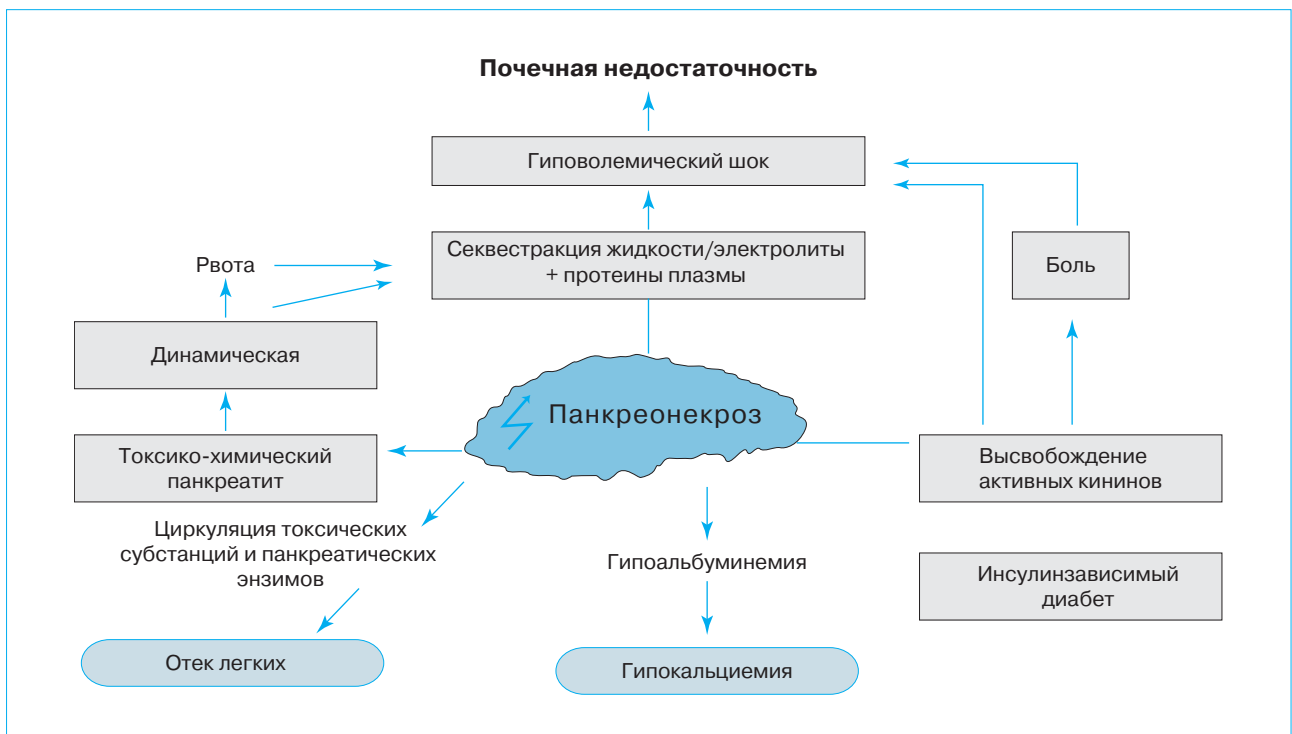 Почечная недостаточность
Гиповолемический шок
Секвестракция жидкости/электролиты
+ протеины плазмы
Рвота
Боль
Динамическая
Панкреонекроз
Токсико-химический
панкреатит
Высвобождение
активных кининов
Циркуляция токсических
субстанций и панкреатических
энзимов
Гипоальбуминемия
Инсулинзависимый
диабет
Отек легких
Гипокальциемия